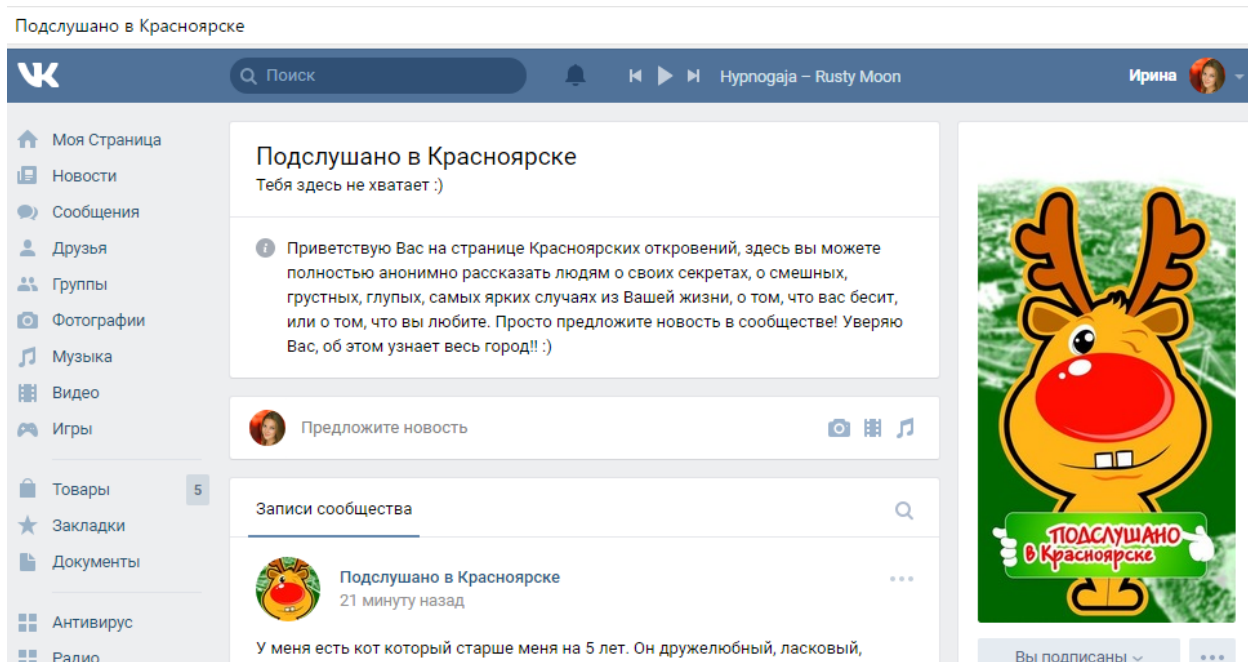 Подслушано в Красноярске
Поиск
Hypnogaja – Rusty Moon
Ирина
Моя Страница
Новости
Сообщения
Друзья
Группы
Фотографии
Музыка
Видео
Игры
Товары 5
Закладки
Документы
Антивирус
Радио
Подслушано в Красноярске
Тебя здесь не хватает :)
Приветствую Вас на странице Красноярских откровений, здесь вы можете
полностью анонимно рассказать людям о своих секретах, о смешных,
грустных, глупых, самых ярких случаях из Вашей жизни, о том, что вас бесит,
или о том, что вы любите. Просто предложите новость в сообществе! Уверяю
Вас, об этом узнает весь город!! :)
Предложите новость
Записи сообщества
Подслушано в Красноярске
21 минуту назад
У меня есть кот который старше меня на 5 лет. Он дружелюбный, ласковый,
ПОДСЛУШАНО
в Красноярске
Вы подписаны